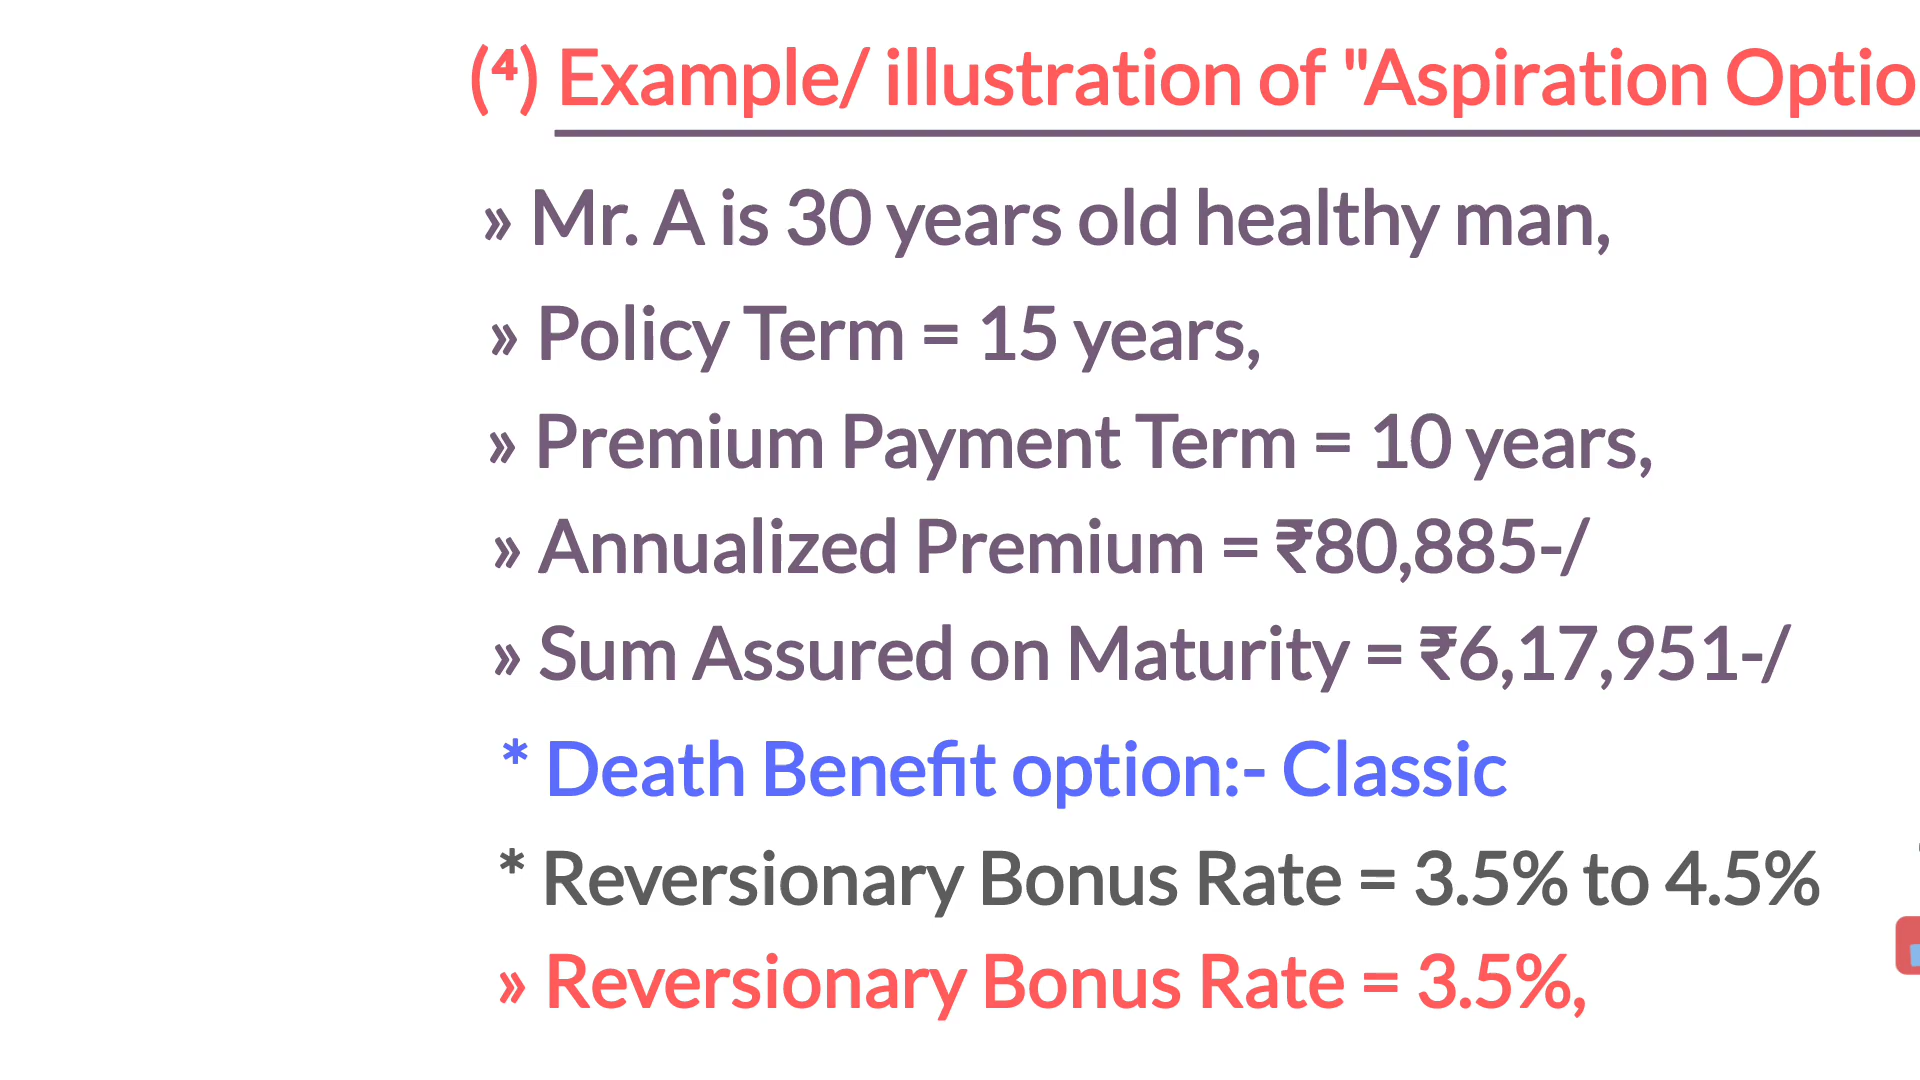 (⁴) Example/ illustration of "Aspiration Optio
» Mr. A is 30 years old healthy man,
» Policy Term = 15 years,
» Premium Payment Term = 10 years,
» Annualized Premium = ₹80,885-/
» Sum Assured on Maturity = ₹6,17,951-/
* Death Benefit option:- Classic
* Reversionary Bonus Rate = 3.5% to 4.5%
» Reversionary Bonus Rate = 3.5%,